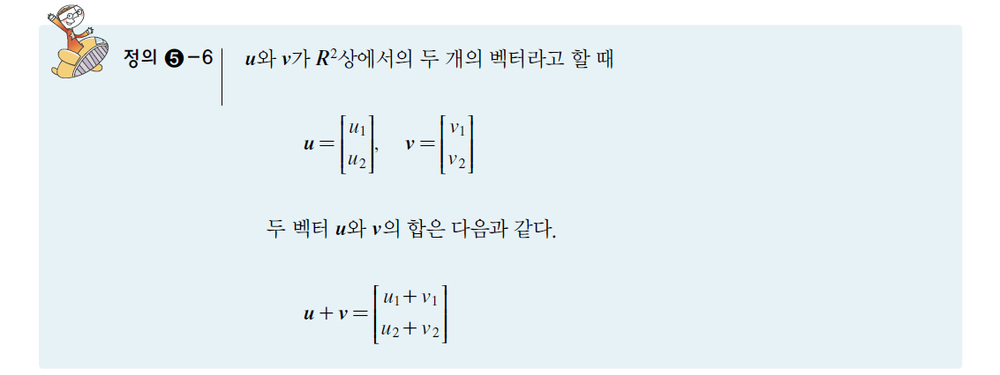 정의 ❺-6 u와 v가 R²상에서의 두 개의 벡터라고 할 때
u = [u₁ u₂], v = [v₁ v₂]
두 벡터 u와 v의 합은 다음과 같다.
u + v = [u₁ + v₁ u₂ + v₂]